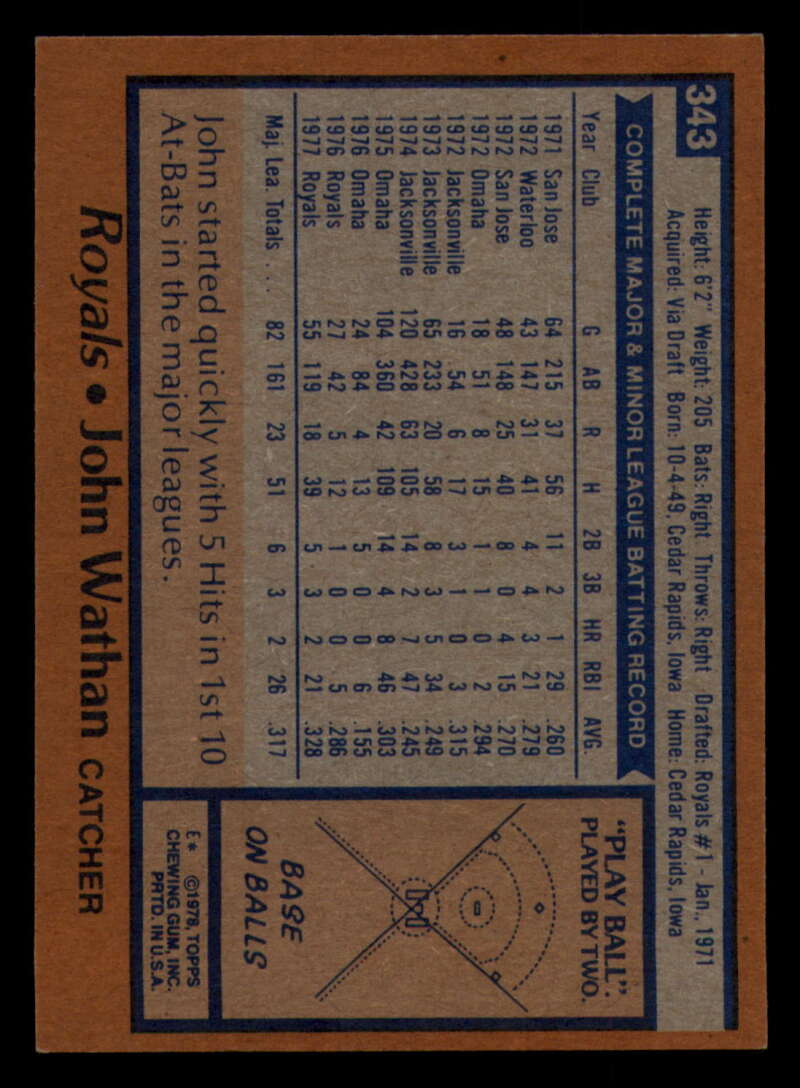 343
Height: 6'2" Weight: 205 Bats: Right Throws: Right Drafted: Royals #1 - Jan., 1971
Acquired: Via Draft Born: 10-4-49, Cedar Rapids, Iowa Home: Cedar Rapids, Iowa
COMPLETE MAJOR & MINOR LEAGUE BATTING RECORD
Year Club G AB R H 2B 3B HR RBI AVG.
1971 San Jose 64 215 37 56 11 2 1 29 .260
1972 Waterloo 43 147 31 41 4 4 3 21 .279
1972 San Jose 48 148 25 40 8 0 4 15 .270
1972 Omaha 18 51 8 15 1 1 0 2 .294
1972 Jacksonville 16 54 6 17 3 1 0 3 .315
1973 Jacksonville 65 233 20 58 8 3 5 34 .249
1974 Jacksonville 120 428 63 105 14 2 7 47 .245
1975 Omaha 104 360 42 109 14 4 8 46 .303
1976 Omaha 24 84 4 13 5 0 0 6 .155
1976 Royals 27 42 5 12 1 0 0 5 .286
1977 Royals 55 119 18 39 5 3 2 21 .328
Maj. Lea. Totals . . . 82 161 23 51 6 3 2 26 .317
John started quickly with 5 Hits in 1st 10
At-Bats in the major leagues.
"PLAY BALL".
PLAYED BY TWO.
BASE
ON BALLS
E* ©1978, TOPPS
CHEWING GUM, INC.
PRTD. IN U.S.A.
Royals • John Wathan CATCHER